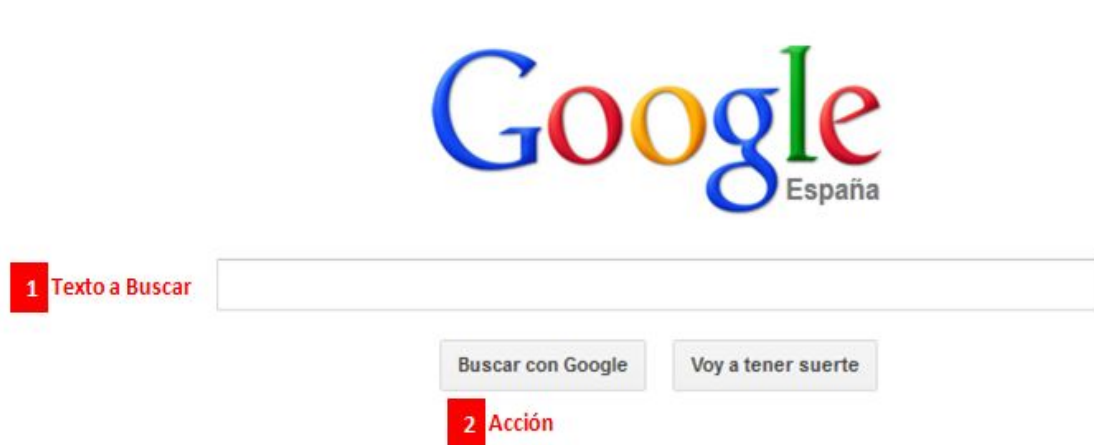 Google
España
1 Texto a Buscar
Buscar con Google Voy a tener suerte
2 Acción